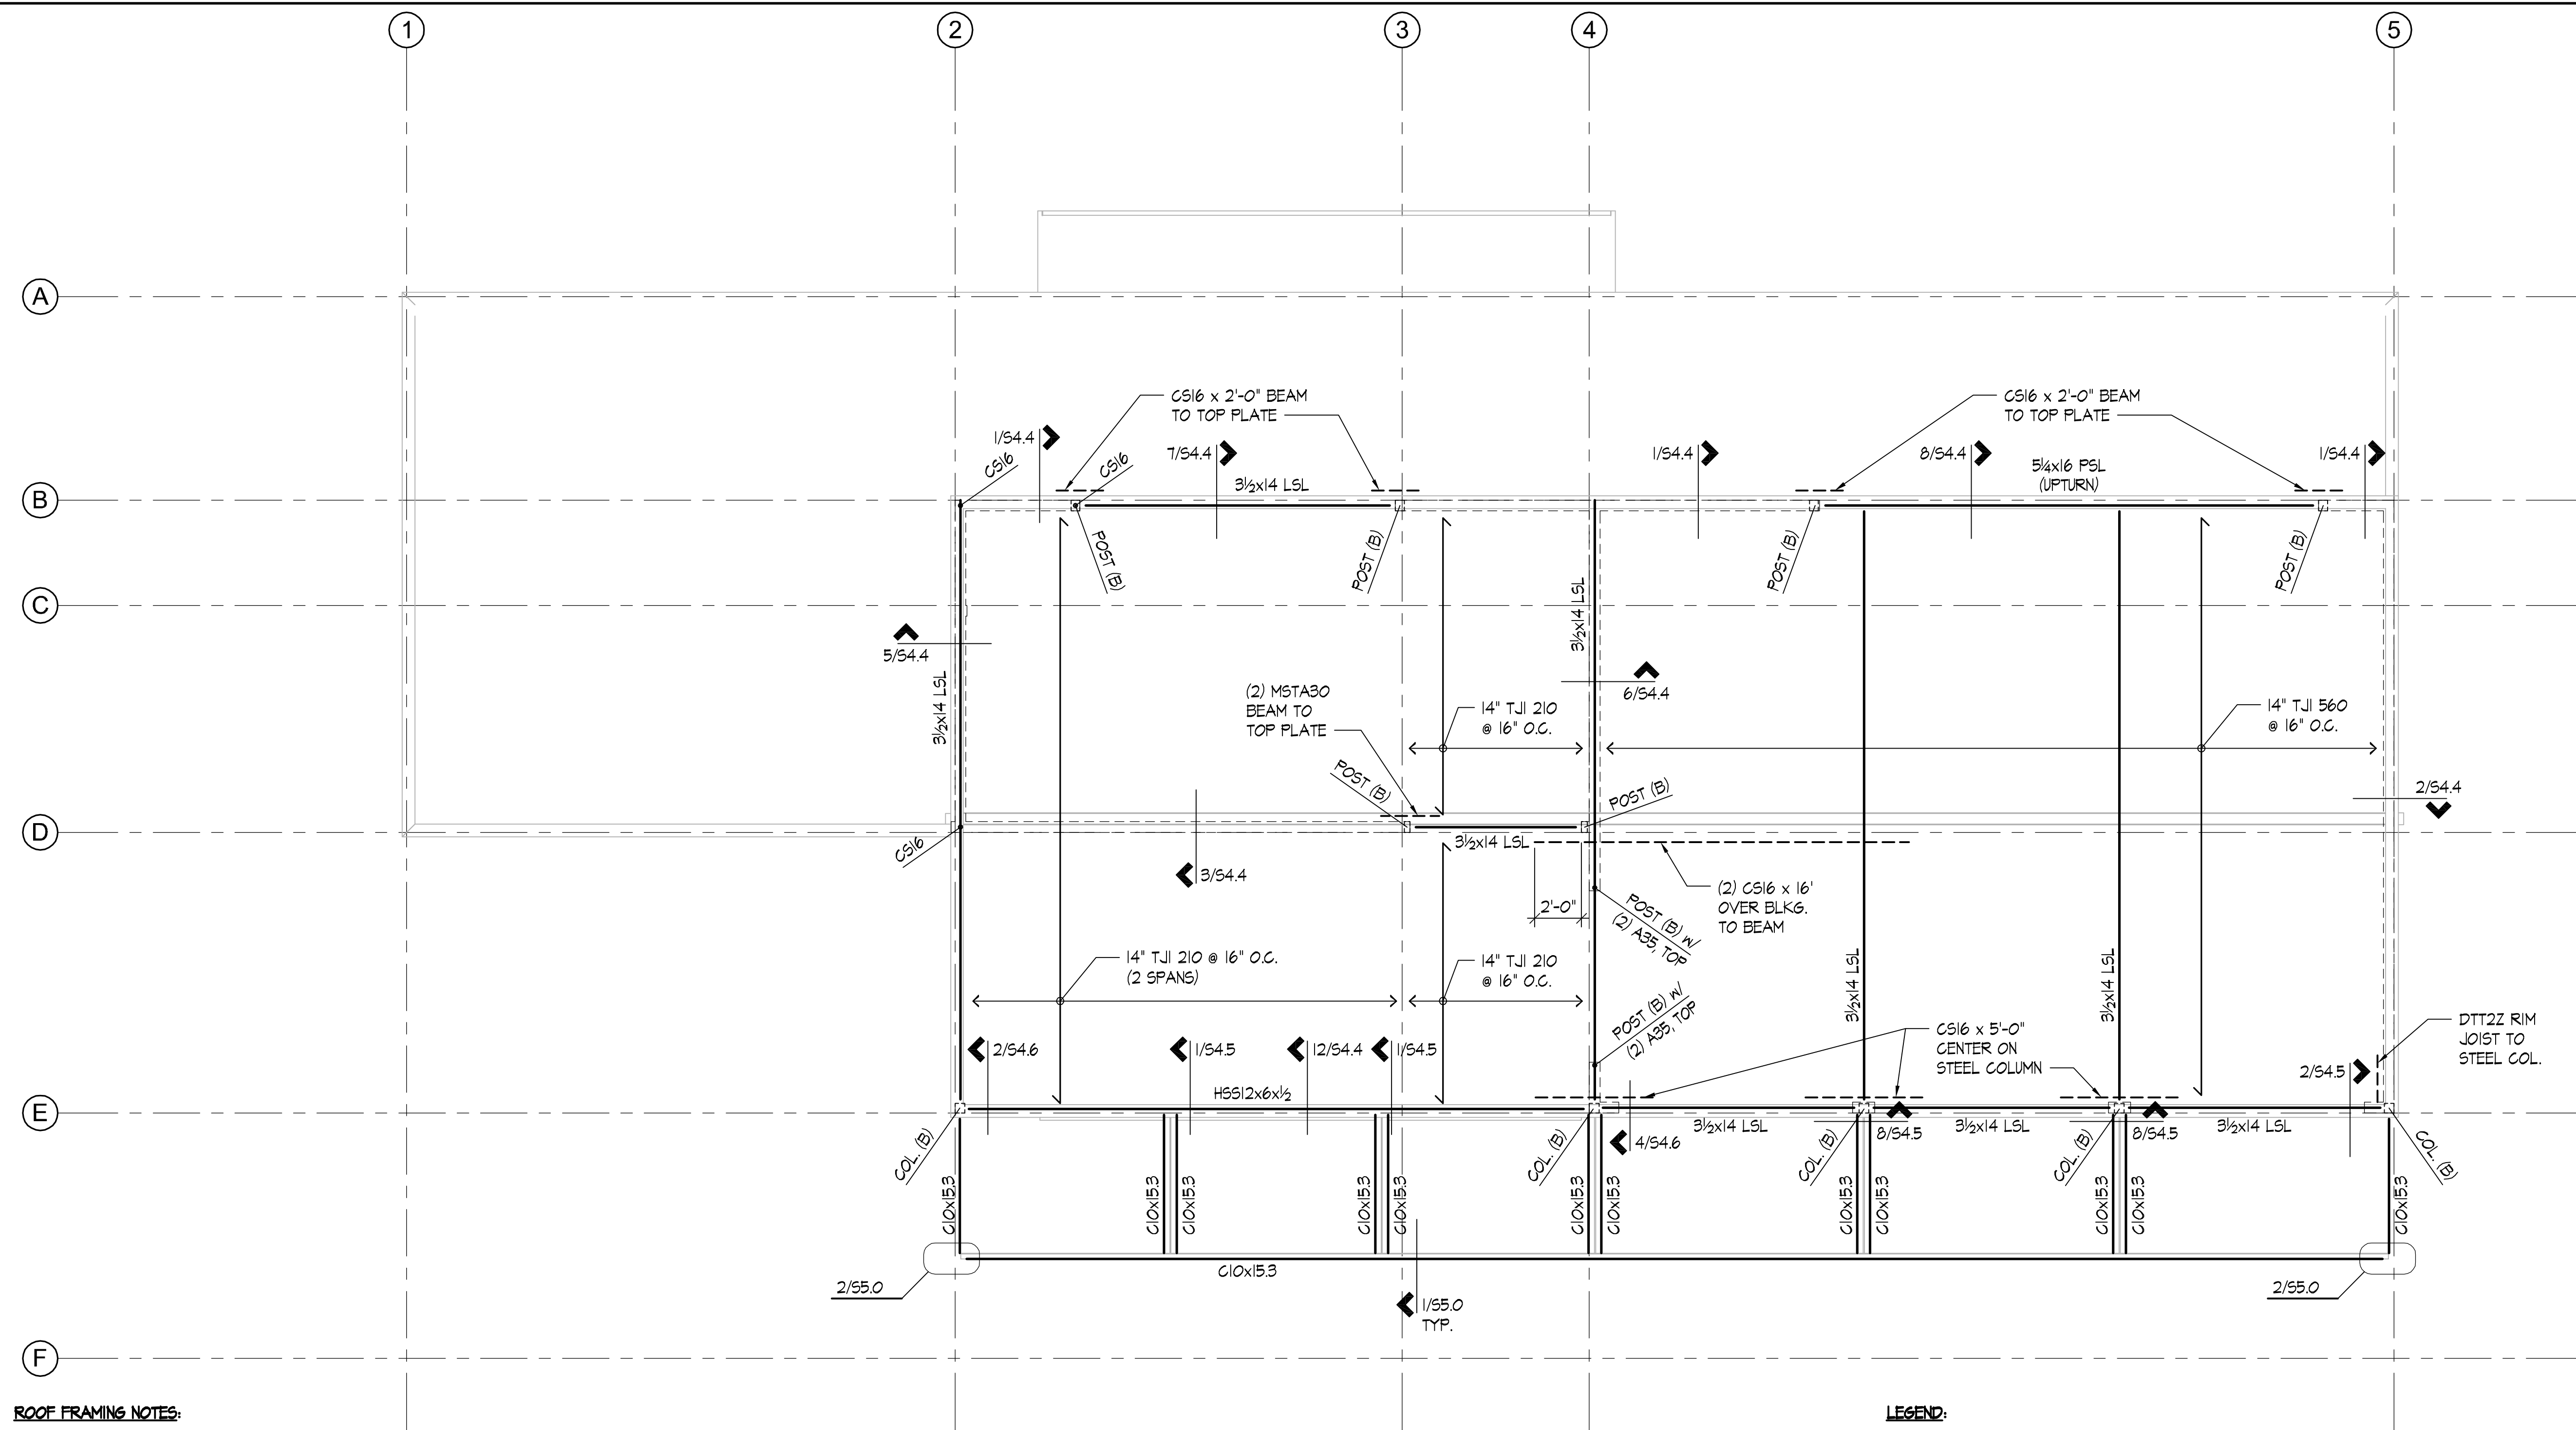 1
2
3
4
5
A
B
C
D
E
F
CS16 x 2'-0" BEAM
TO TOP PLATE
CS16 x 2'-0" BEAM
TO TOP PLATE
1/S4.4
CS16
7/S4.4
CS16
3½x14 LSL
1/S4.4
8/S4.4
5¼x16 PSL
(UPTURN)
1/S4.4
POST (B)
POST (B)
POST (B)
POST (B)
3½x14 LSL
5/S4.4
3½x14 LSL
6/S4.4
(2) MSTA30
BEAM TO
TOP PLATE
14" TJI 210
@ 16" O.C.
14" TJI 560
@ 16" O.C.
POST (B)
POST (B)
2/S4.4
CS16
3½x14 LSL
3/S4.4
2'-0"
(2) CS16 x 16'
OVER BLKG.
TO BEAM
POST (B) W/
(2) A35, TOP
14" TJI 210 @ 16" O.C.
(2 SPANS)
14" TJI 210
@ 16" O.C.
POST (B) W/
(2) A35, TOP
3½x14 LSL
3½x14 LSL
CS16 x 5'-0"
CENTER ON
STEEL COLUMN
DTT2Z RIM
JOIST TO
STEEL COL.
2/S4.6
1/S4.5
12/S4.4
1/S4.5
2/S4.5
HSS12x6x½
COL. (B)
COL. (B)
4/S4.6
3½x14 LSL
COL. (B)
8/S4.5
3½x14 LSL
COL. (B)
8/S4.5
3½x14 LSL
COL. (B)
C10x15.3
C10x15.3
C10x15.3
C10x15.3
C10x15.3
C10x15.3
C10x15.3
C10x15.3
C10x15.3
C10x15.3
C10x15.3
C10x15.3
C10x15.3
2/S5.0
2/S5.0
1/S5.0
TYP.
ROOF FRAMING NOTES:
LEGEND: